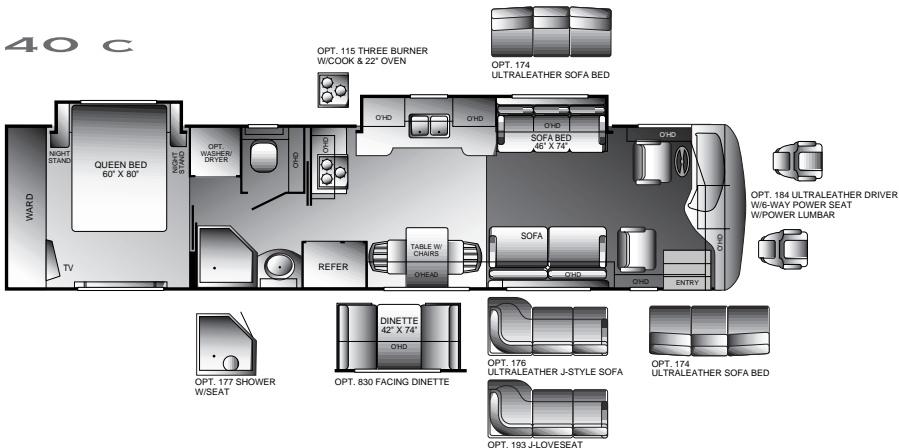 40 C
OPT. 115 THREE BURNER
W/COOK & 22" OVEN
OPT. 174
ULTRALEATHER SOFA BED
NIGHT
STAND
QUEEN BED
60" X 80"
NIGHT
STAND
WARD
TV
OPT.
WASHER/
DRYER
O'HD
O'HD
O'HD
O'HD
O'HD
SOFA BED
46" X 74"
O'HD
REFER
TABLE W/
CHAIRS
O'HEAD
SOFA
O'HD
O'HD
O'HD
ENTRY
OPT. 184 ULTRALEATHER DRIVER
W/6-WAY POWER SEAT
W/POWER LUMBAR
OPT. 177 SHOWER
W/SEAT
DINETTE
42" X 74"
O'HD
OPT. 830 FACING DINETTE
OPT. 176
ULTRALEATHER J-STYLE SOFA
OPT. 174
ULTRALEATHER SOFA BED
OPT. 193 J-LOVESEAT